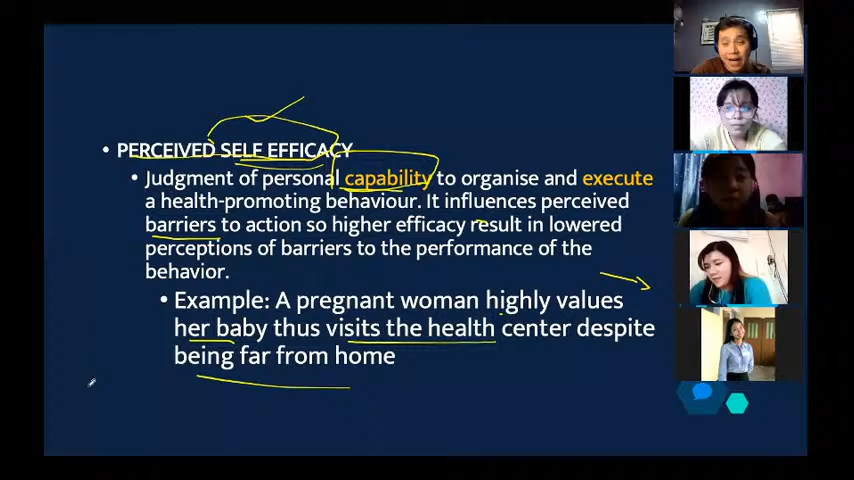 • PERCEIVED SELF EFFICACY
• Judgment of personal capability to organise and execute
a health-promoting behaviour. It influences perceived
barriers to action so higher efficacy result in lowered
perceptions of barriers to the performance of the
behavior.
• Example: A pregnant woman highly values
her baby thus visits the health center despite
being far from home